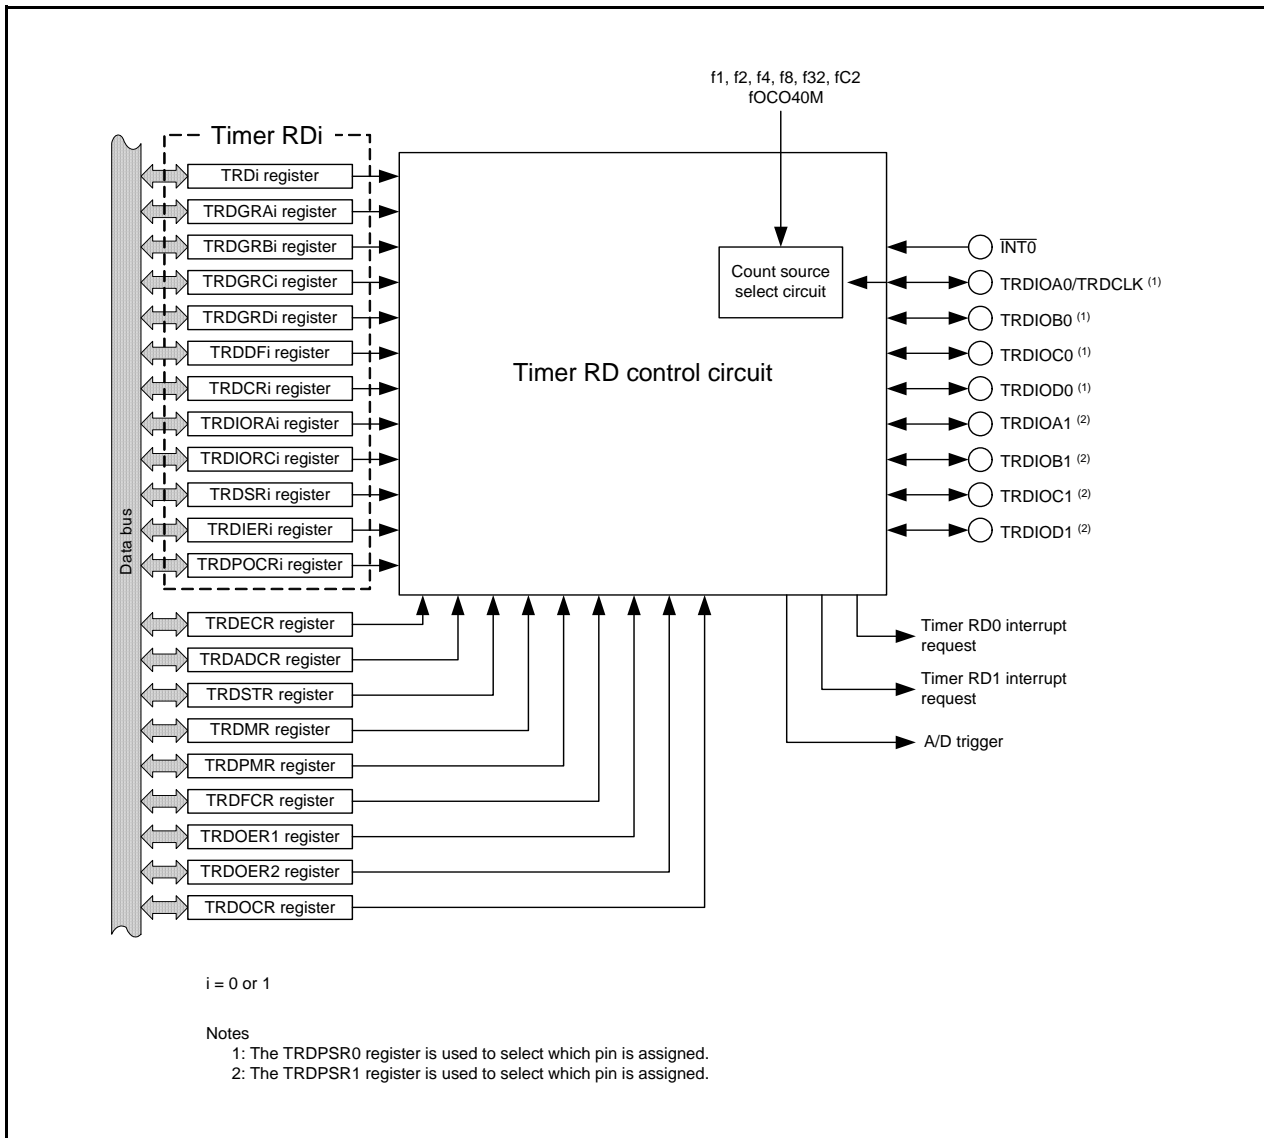 f1, f2, f4, f8, f32, fC2
fOCO40M
Timer RDi
TRDi register
TRDGRAi register
TRDGRBi register
TRDGRCi register
TRDGRDi register
TRDDFi register
TRDCRi register
TRDIORAi register
TRDIORCi register
TRDSRi register
TRDIERi register
TRDPOCRi register
Data bus
Count source
select circuit
Timer RD control circuit
INT0
TRDIOA0/TRDCLK (1)
TRDIOB0 (1)
TRDIOC0 (1)
TRDIOD0 (1)
TRDIOA1 (2)
TRDIOB1 (2)
TRDIOC1 (2)
TRDIOD1 (2)
TRDECR register
TRDADCR register
TRDSTR register
TRDMR register
TRDPMR register
TRDFCR register
TRDOER1 register
TRDOER2 register
TRDOCR register
Timer RD0 interrupt
request
Timer RD1 interrupt
request
A/D trigger
i = 0 or 1
Notes
1: The TRDPSR0 register is used to select which pin is assigned.
2: The TRDPSR1 register is used to select which pin is assigned.